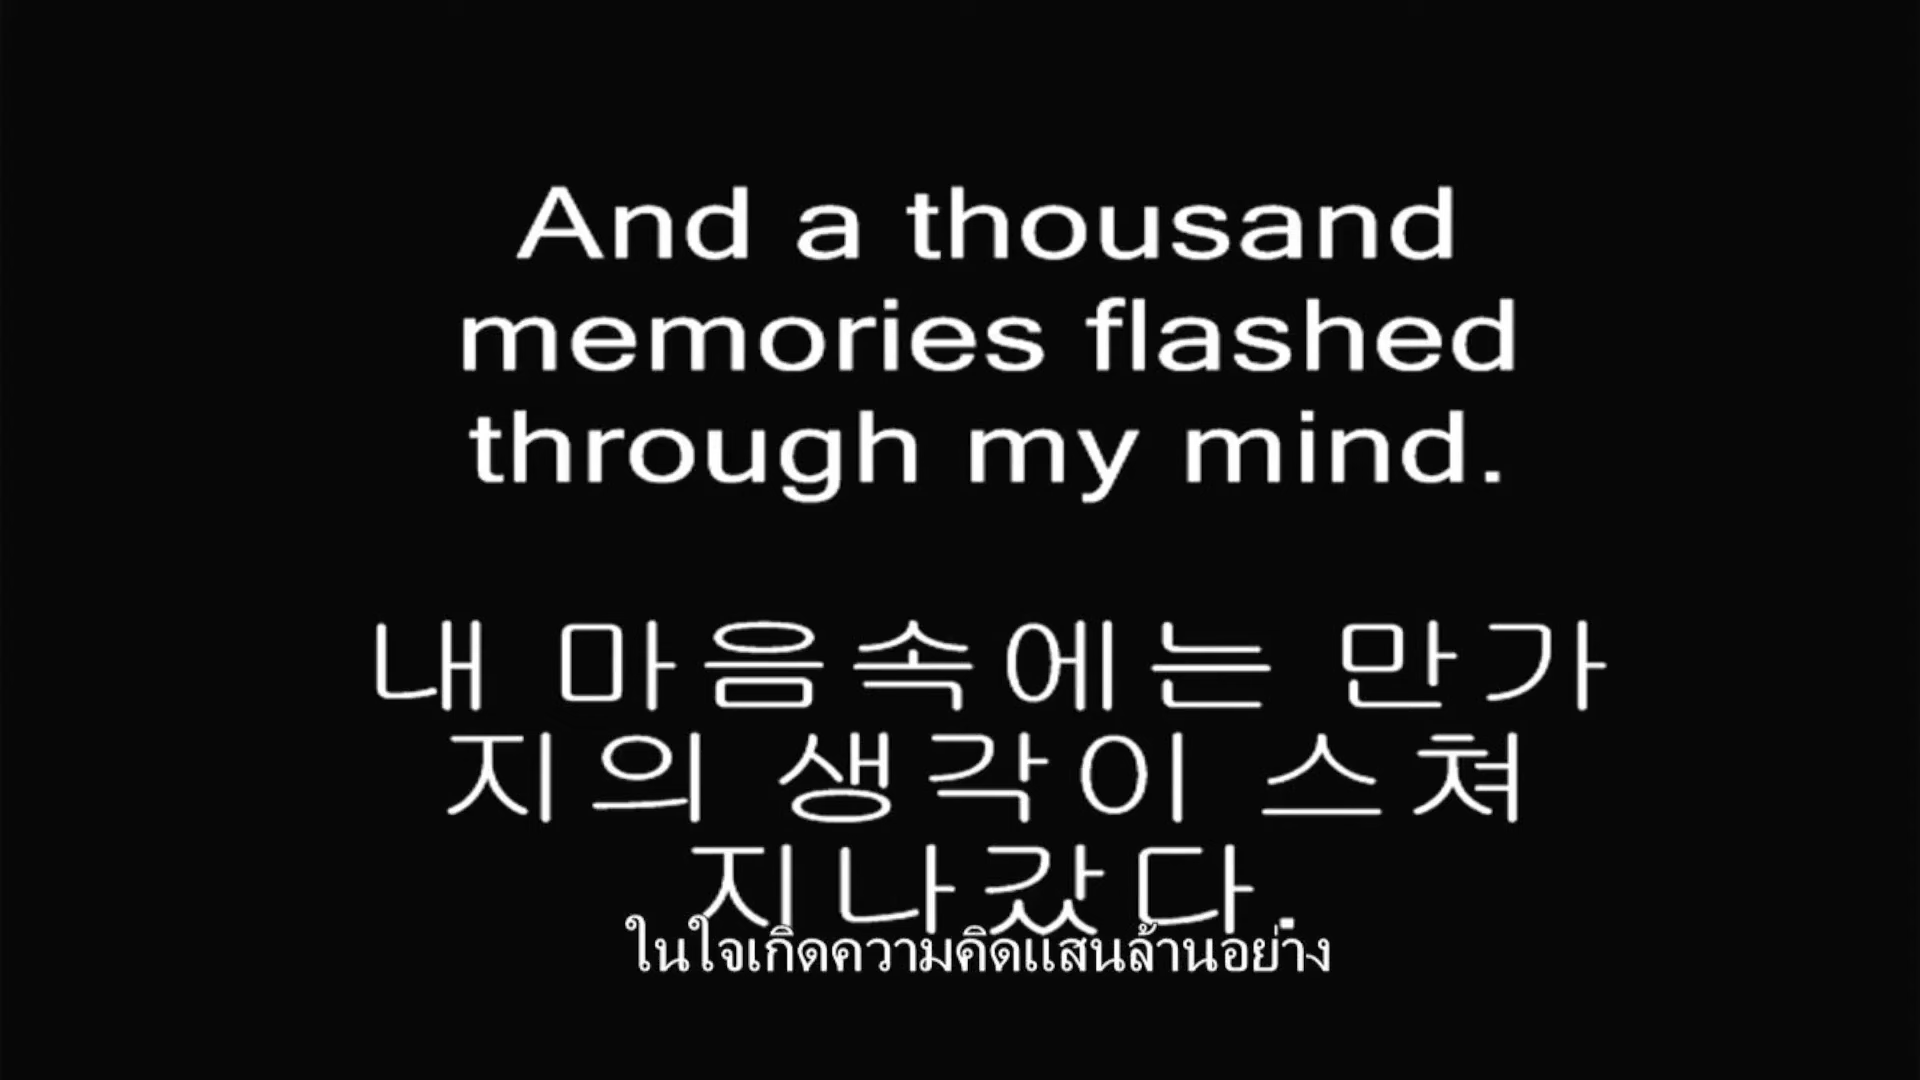 And a thousand
memories flashed
through my mind.
내 마음속에는 만가
지의 생각이 스쳐
지나갔다.
ในใจเกิดความคิดแสนล้านอย่าง